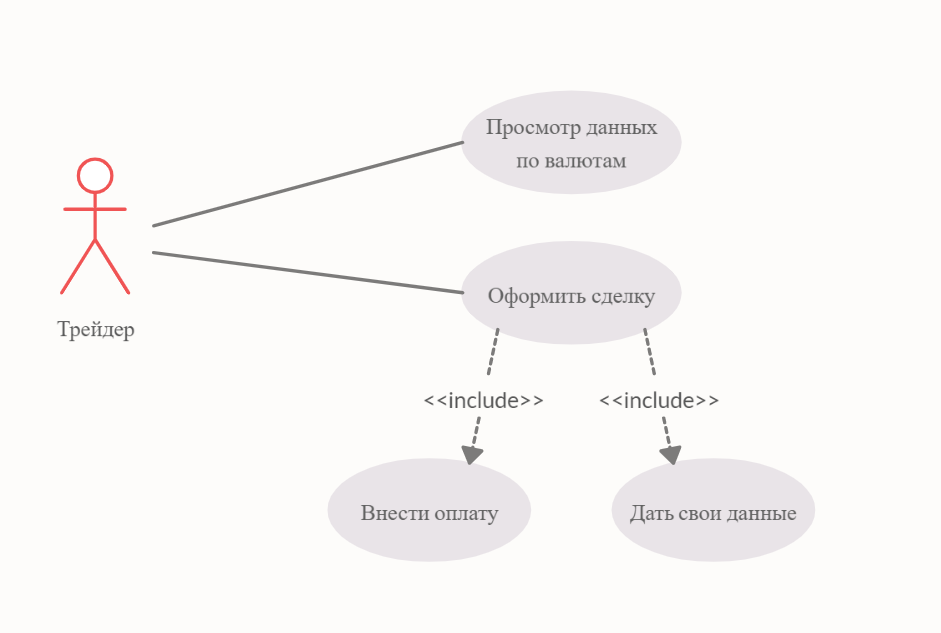 Просмотр данных
по валютам
Трейдер
Оформить сделку
<<include>>
<<include>>
Внести оплату
Дать свои данные